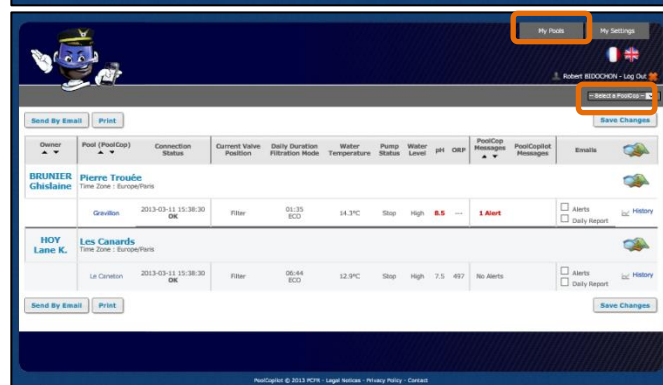 My Pools My Settings
Robert BIDOCHON - Log Out
-- Select a PoolCop --
Send By Email Print Save Changes
Owner Pool (PoolCop) Connection Status Current Valve Position Daily Duration Filtration Mode Water Temperature Pump Status Water Level pH ORP PoolCop Messages PoolCopilot Messages Emails
BRUNIER Ghislaine Pierre Trouée
Time Zone : Europe/Paris
Gravillon 2013-03-11 15:38:30 OK Filter 01:35 ECO 14.3°C Stop High 8.5 --- 1 Alert Alerts Daily Report History
HOY Lane K. Les Canards
Time Zone : Europe/Paris
Le Caneton 2013-03-11 15:38:30 OK Filter 06:44 ECO 12.9°C Stop High 7.5 497 No Alerts Alerts Daily Report History
Send By Email Print Save Changes
PoolCopilot © 2013 PCFR - Legal Notices - Privacy Policy - Contact